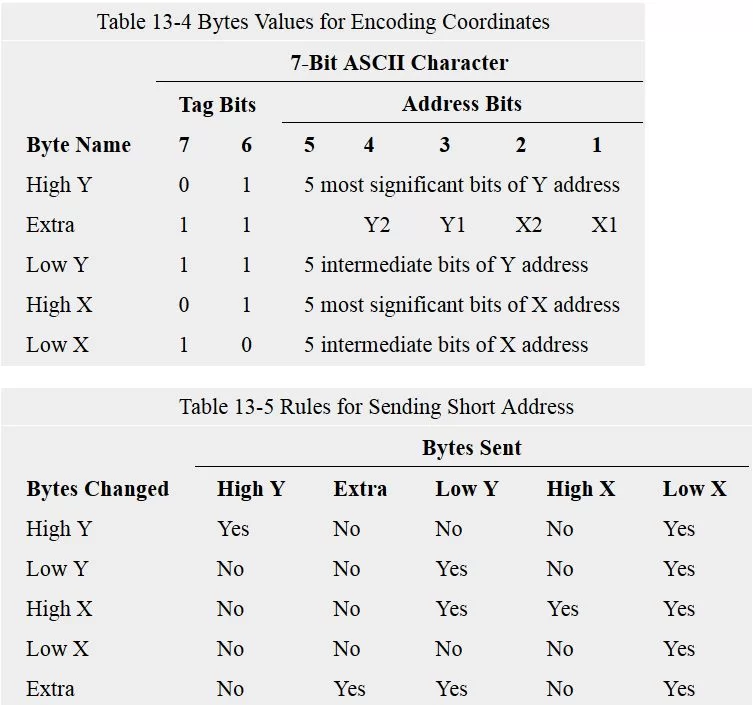 Table 13-4 Bytes Values for Encoding Coordinates
7-Bit ASCII Character
Tag Bits Address Bits
Byte Name 7 6 5 4 3 2 1
High Y 0 1 5 most significant bits of Y address
Extra 1 1 Y2 Y1 X2 X1
Low Y 1 1 5 intermediate bits of Y address
High X 0 1 5 most significant bits of X address
Low X 1 0 5 intermediate bits of X address
Table 13-5 Rules for Sending Short Address
Bytes Sent
Bytes Changed High Y Extra Low Y High X Low X
High Y Yes No No No Yes
Low Y No No Yes No Yes
High X No No Yes Yes Yes
Low X No No No No Yes
Extra No Yes Yes No Yes